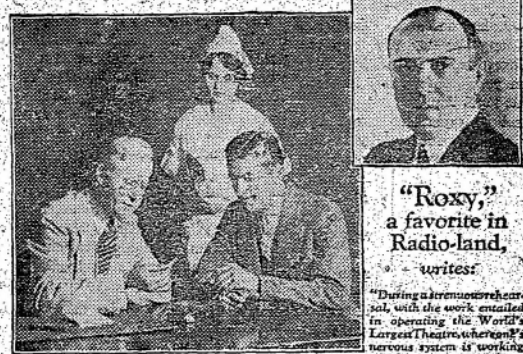 “Roxy,”
a favorite in
Radio-land,
writes:
“During a strenuous rehear-
sal, with the work entailed
in operating the World’s
Largest Theatre, where one’s
nervous system is working